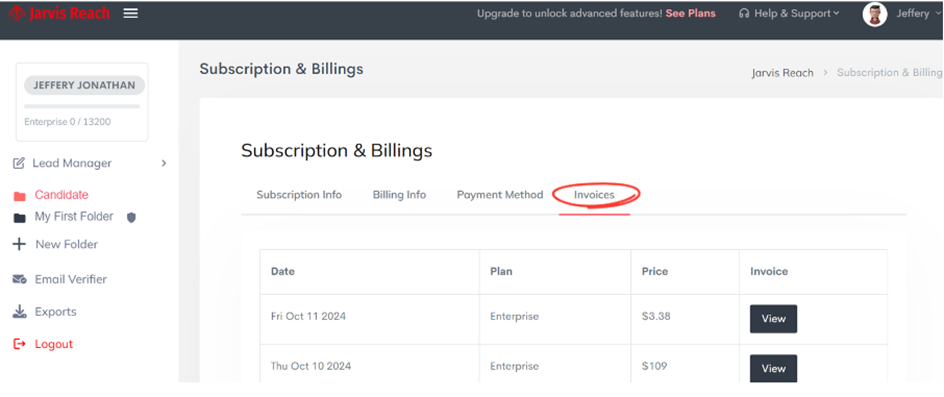 Jarvis Reach
Upgrade to unlock advanced features! See Plans
Help & Support
Jeffery
Subscription & Billings
Jarvis Reach > Subscription & Billing
JEFFERY JONATHAN
Enterprise 0 / 13200
Lead Manager
Candidate
My First Folder
New Folder
Email Verifier
Exports
Logout
Subscription & Billings
Subscription Info Billing Info Payment Method Invoices
Date Plan Price Invoice
Fri Oct 11 2024 Enterprise $3.38 View
Thu Oct 10 2024 Enterprise $109 View